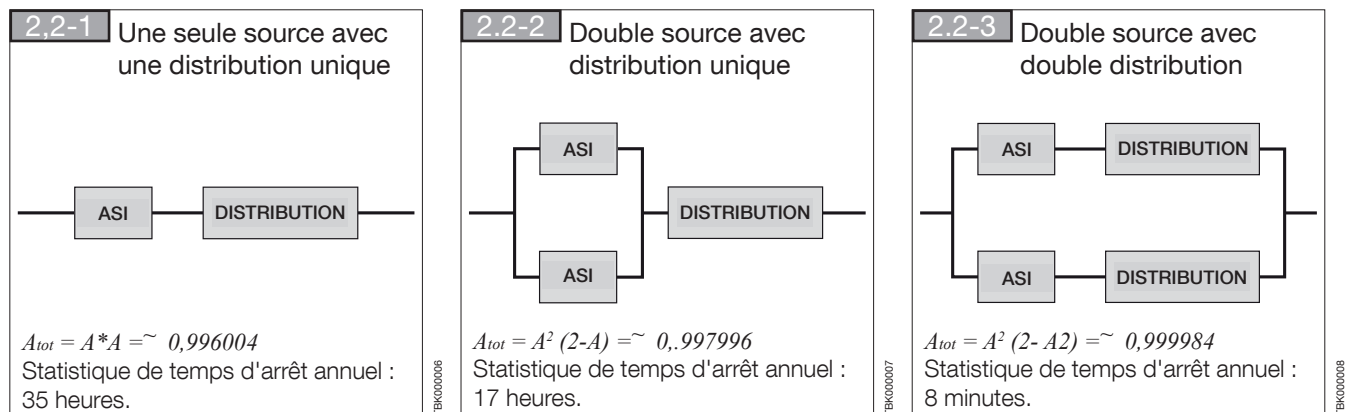 2,2-1 Une seule source avec
une distribution unique
ASI
DISTRIBUTION
Atot = A*A =~ 0,996004
Statistique de temps d'arrêt annuel :
35 heures.
TBK000006
2.2-2 Double source avec
distribution unique
ASI
DISTRIBUTION
ASI
Atot = A² (2-A) =~ 0,.997996
Statistique de temps d'arrêt annuel :
17 heures.
TBK000007
2.2-3 Double source avec
double distribution
ASI
DISTRIBUTION
ASI
DISTRIBUTION
Atot = A² (2- A2) =~ 0,999984
Statistique de temps d'arrêt annuel :
8 minutes.
TBK000008